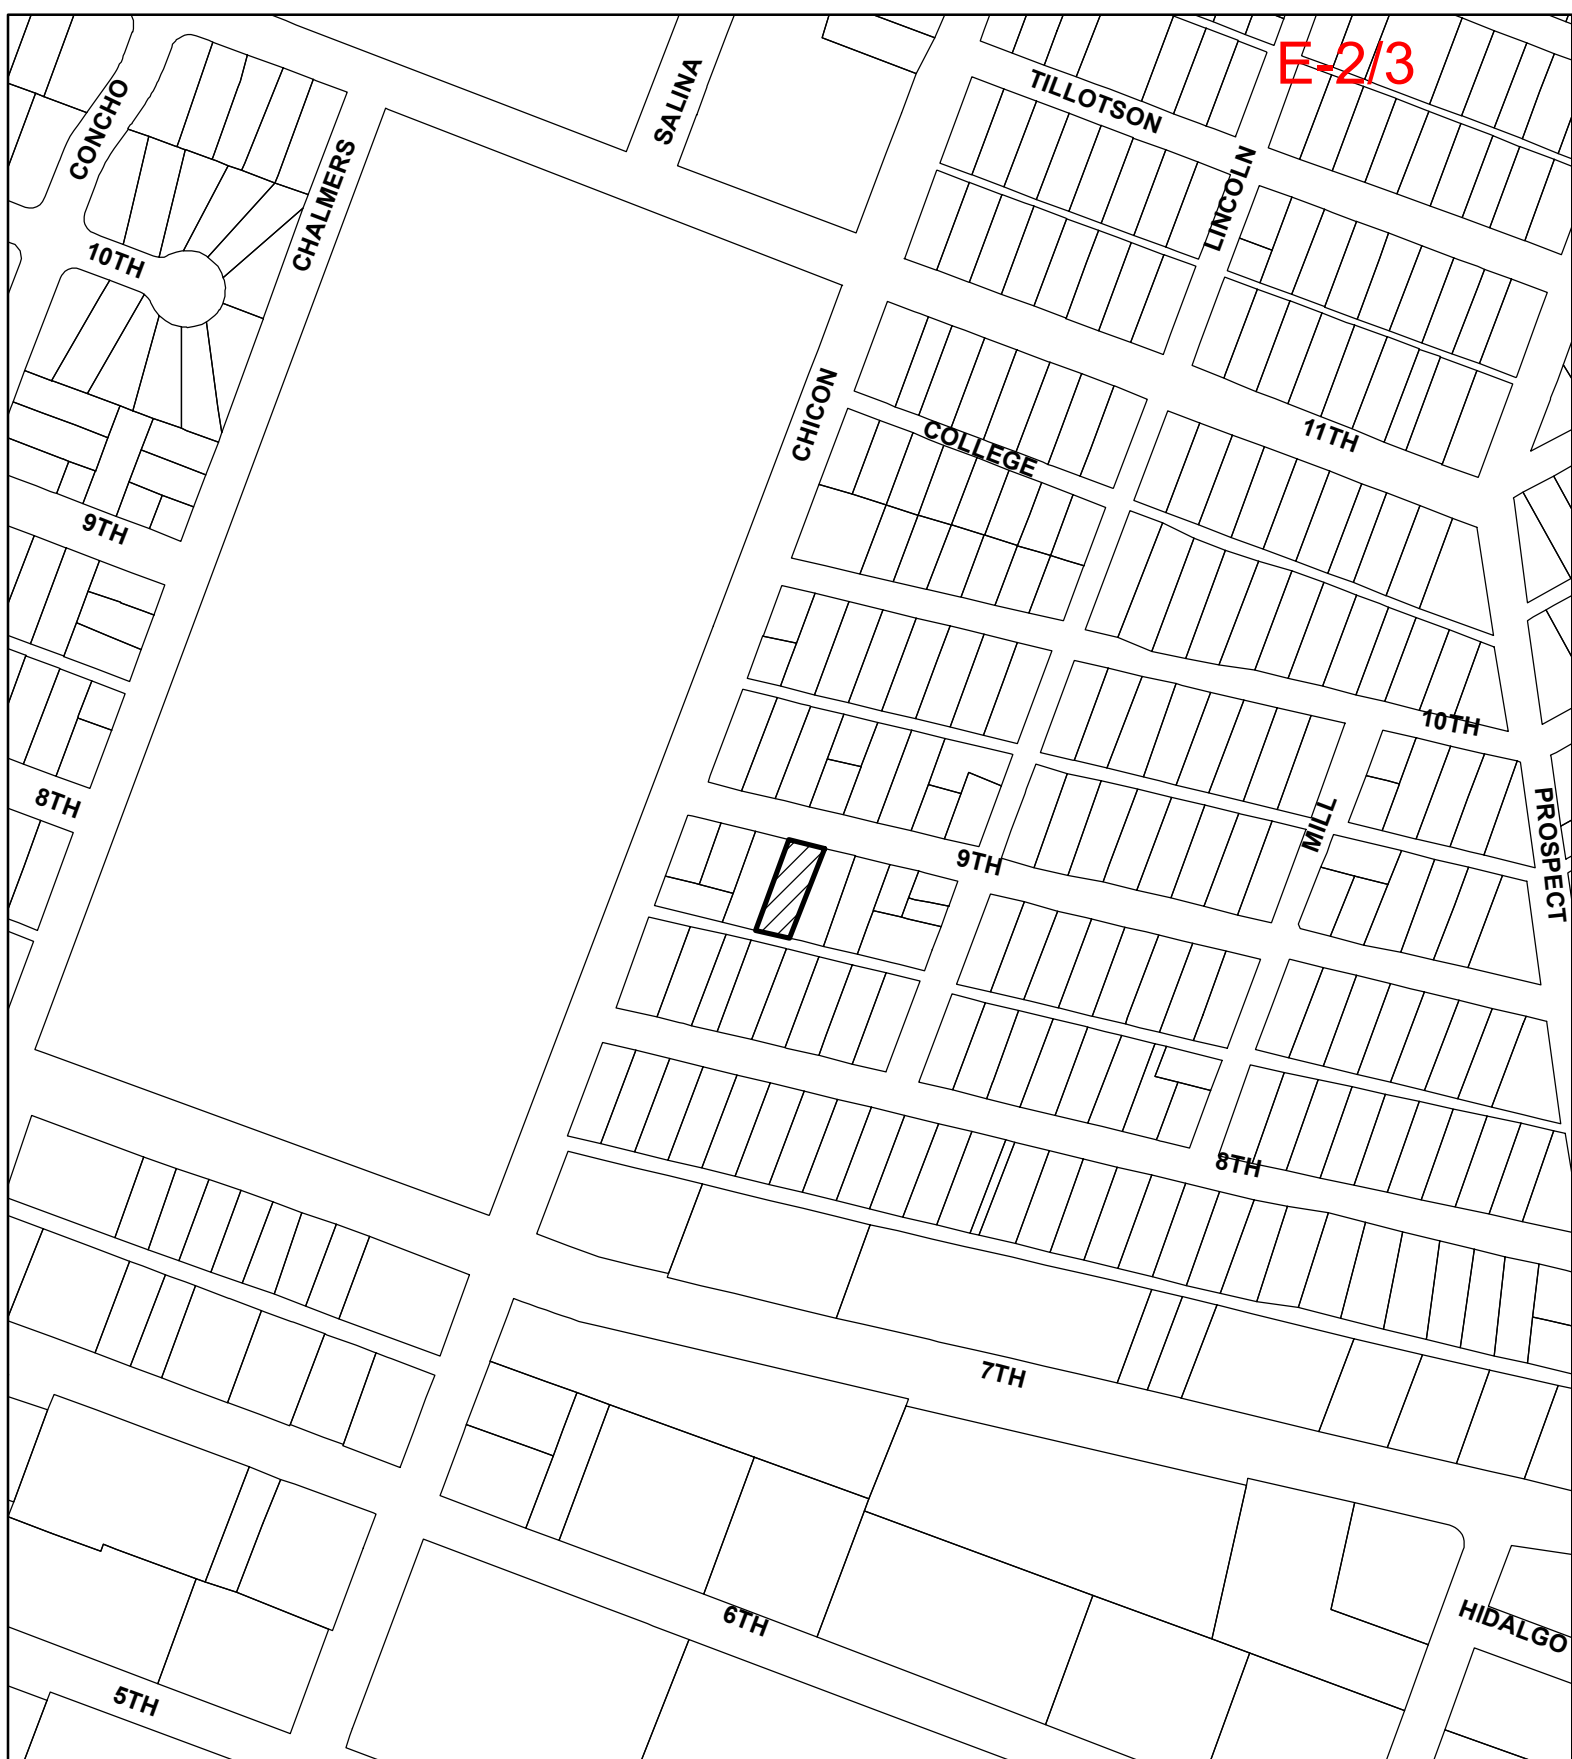 E-2/3
TILLOTSON
SALINA
CONCHO
CHALMERS
LINCOLN
10TH
CHICON
COLLEGE
11TH
9TH
10TH
8TH
MILL
PROSPECT
9TH
8TH
7TH
6TH
HIDALGO
5TH